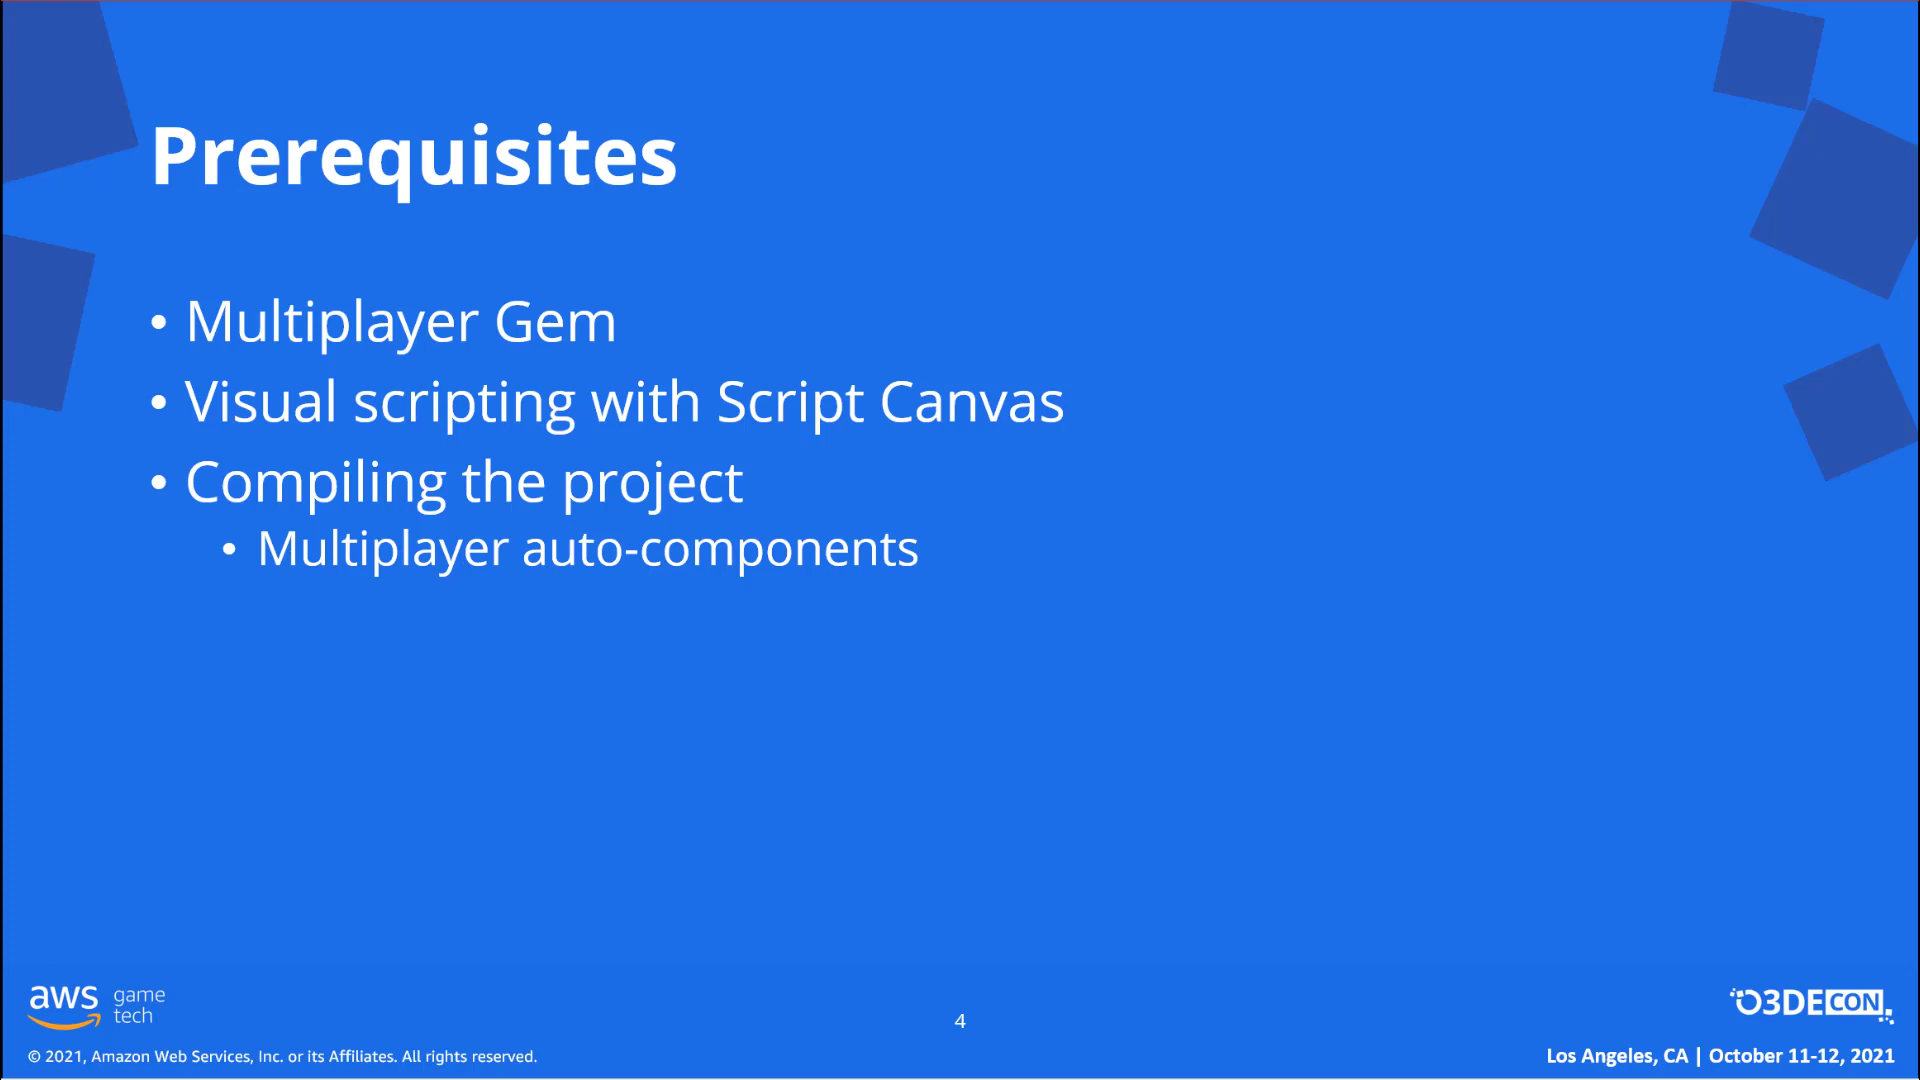 Prerequisites
• Multiplayer Gem
• Visual scripting with Script Canvas
• Compiling the project
• Multiplayer auto-components
aws game tech
4
O3DECON
© 2021, Amazon Web Services, Inc. or its Affiliates. All rights reserved.
Los Angeles, CA | October 11-12, 2021